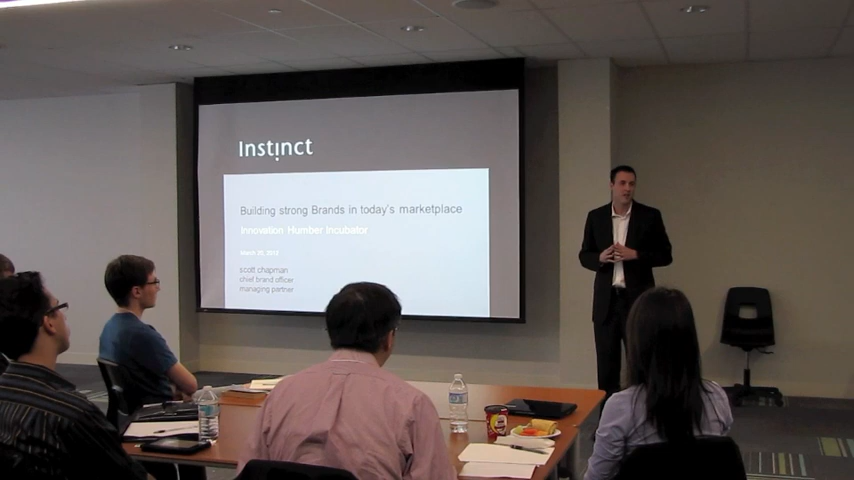 Instinct
Building strong Brands in today's marketplace
Innovation Humber Incubator
scott chapman
chief brand officer
managing partner